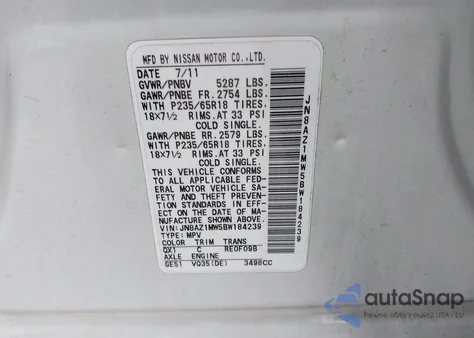 MFD BY NISSAN MOTOR CO.,LTD.
DATE 7/11
GVWR/PNBV 5287 LBS.
GAWR/PNBE FR. 2754 LBS.
WITH P235/65R18 TIRES.
18X7½ RIMS.AT 33 PSI
COLD SINGLE.
GAWR/PNBE RR. 2579 LBS.
WITH P235/65R18 TIRES.
18X7½ RIMS.AT 33 PSI
COLD SINGLE.
THIS VEHICLE CONFORMS
TO ALL APPLICABLE FED-
ERAL MOTOR VEHICLE SA-
FETY AND THEFT PREVEN-
TION STANDARDS IN EFF-
ECT ON THE DATE OF MA-
NUFACTURE SHOWN ABOVE.
VIN:JN8AZ1MW5BW184239
TYPE: MPV
COLOR TRIM TRANS
QX1 C RE0F09B
AXLE ENGINE
GE51 VQ35(DE) 3498CC
JN8AZ1MW5BW184239
autoSnap
Pewne auto z USA i EU